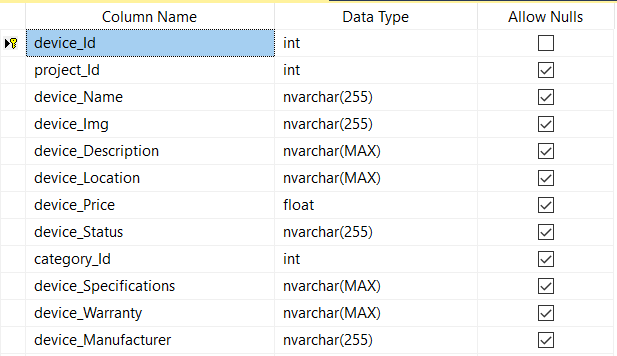 Column Name Data Type Allow Nulls
device_Id int
project_Id int
device_Name nvarchar(255)
device_Img nvarchar(255)
device_Description nvarchar(MAX)
device_Location nvarchar(MAX)
device_Price float
device_Status nvarchar(255)
category_Id int
device_Specifications nvarchar(MAX)
device_Warranty nvarchar(MAX)
device_Manufacturer nvarchar(255)